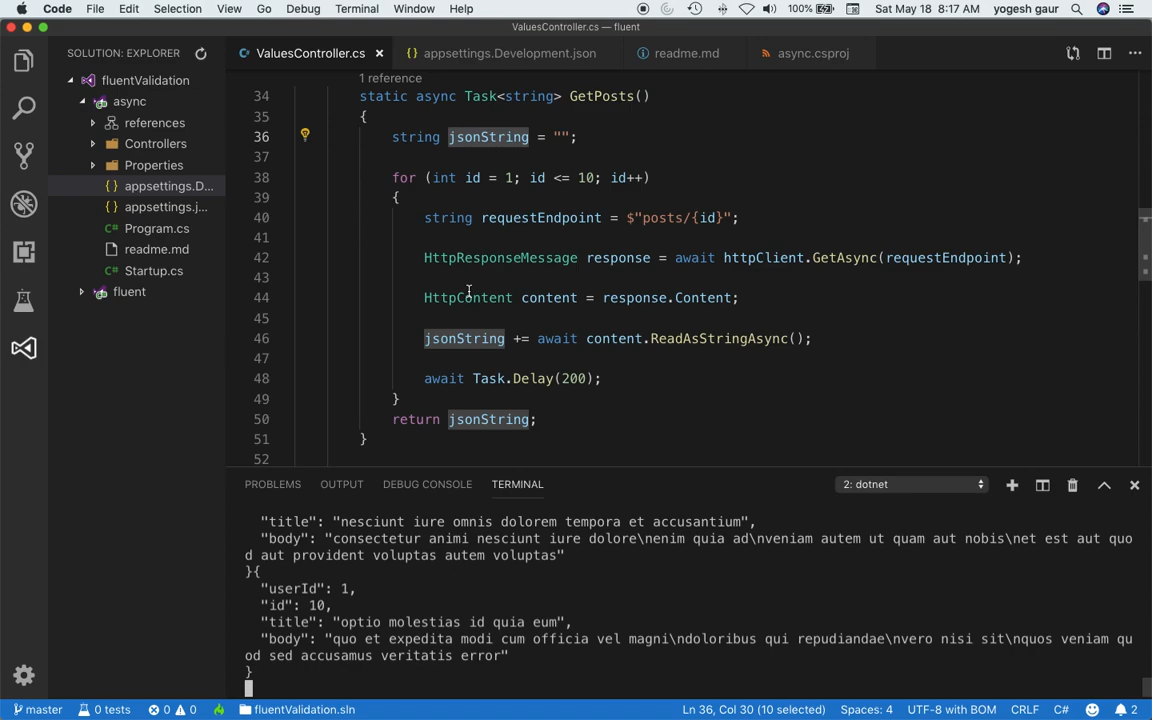 Code File Edit Selection View Go Debug Terminal Window Help 100% Sat May 18 8:17 AM yogesh gaur
ValuesController.cs — fluent
SOLUTION: EXPLORER
ValuesController.cs appsettings.Development.json readme.md async.csproj
fluentValidation
async
references
Controllers
Properties
appsettings.D...
appsettings.j...
Program.cs
readme.md
Startup.cs
fluent
1 reference
34 static async Task<string> GetPosts()
35 {
36 string jsonString = "";
37
38 for (int id = 1; id <= 10; id++)
39 {
40 string requestEndpoint = $"posts/{id}";
41
42 HttpResponseMessage response = await httpClient.GetAsync(requestEndpoint);
43
44 HttpContent content = response.Content;
45
46 jsonString += await content.ReadAsStringAsync();
47
48 await Task.Delay(200);
49 }
50 return jsonString;
51 }
52
PROBLEMS OUTPUT DEBUG CONSOLE TERMINAL 2: dotnet
"title": "nesciunt iure omnis dolorem tempora et accusantium",
"body": "consectetur animi nesciunt iure dolore\nenim quia ad\nveniam autem ut quam aut nobis\net est aut quo
d aut provident voluptas autem voluptas"
}{
"userId": 1,
"id": 10,
"title": "optio molestias id quia eum",
"body": "quo et expedita modi cum officia vel magni\ndoloribus qui repudiandae\nvero nisi sit\nquos veniam qu
od sed accusamus veritatis error"
}
master 0 tests 0 0 fluentValidation.sln Ln 36, Col 30 (10 selected) Spaces: 4 UTF-8 with BOM CRLF C# 2